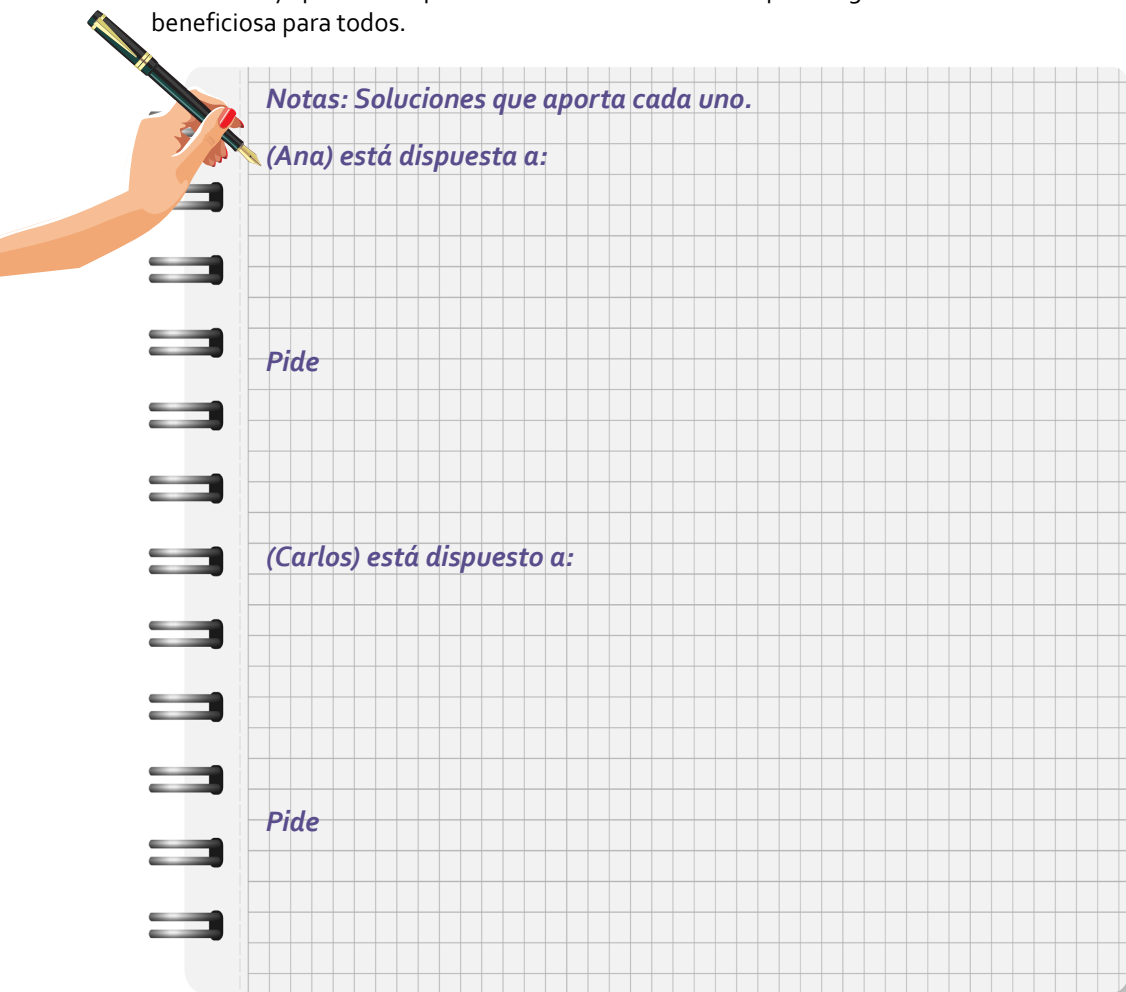 beneficiosa para todos.
Notas: Soluciones que aporta cada uno.
(Ana) está dispuesta a:
Pide
(Carlos) está dispuesto a:
Pide